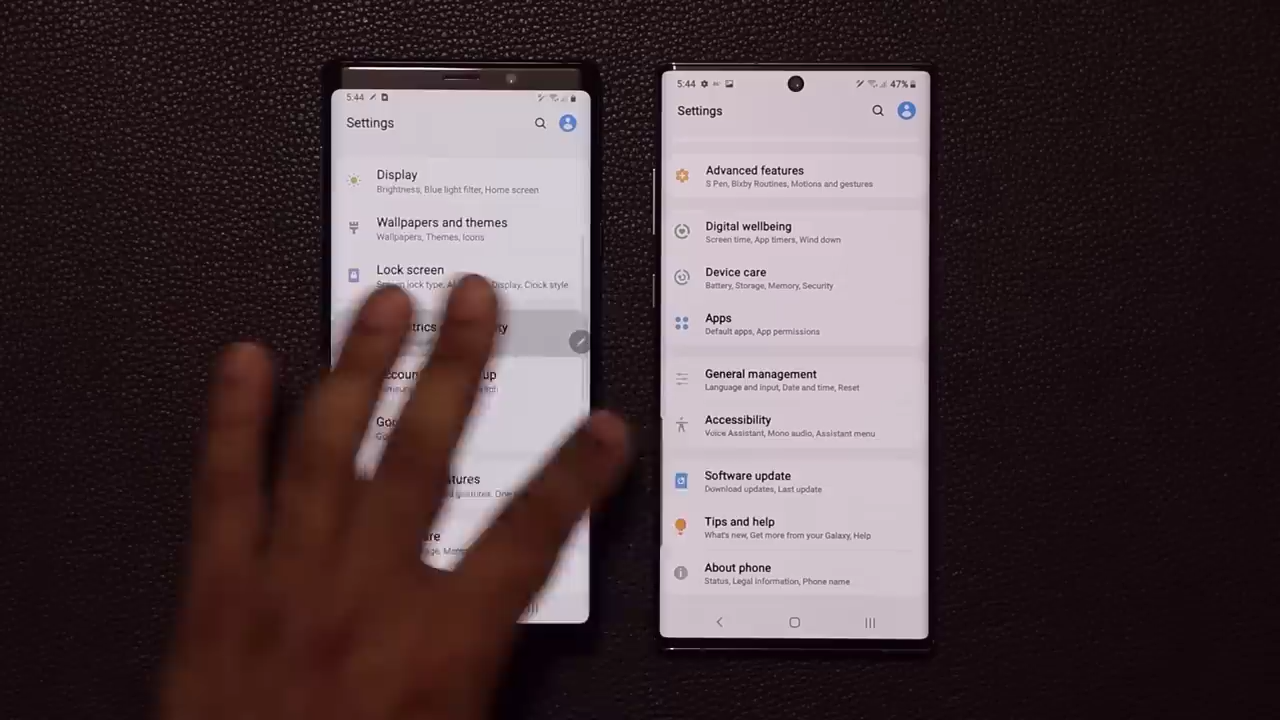 5:44
Settings
Display
Brightness, Blue light filter, Home screen
Wallpapers and themes
Wallpapers, Themes, Icons
Lock screen
lock type, Display, Clock style
5:44
47%
Settings
Advanced features
S Pen, Bixby Routines, Motions and gestures
Digital wellbeing
Screen time, App timers, Wind down
Device care
Battery, Storage, Memory, Security
Apps
Default apps, App permissions
General management
Language and input, Date and time, Reset
Accessibility
Voice Assistant, Mono audio, Assistant menu
Software update
Download updates, Last update
Tips and help
What's new, Get more from your Galaxy, Help
About phone
Status, Legal information, Phone name